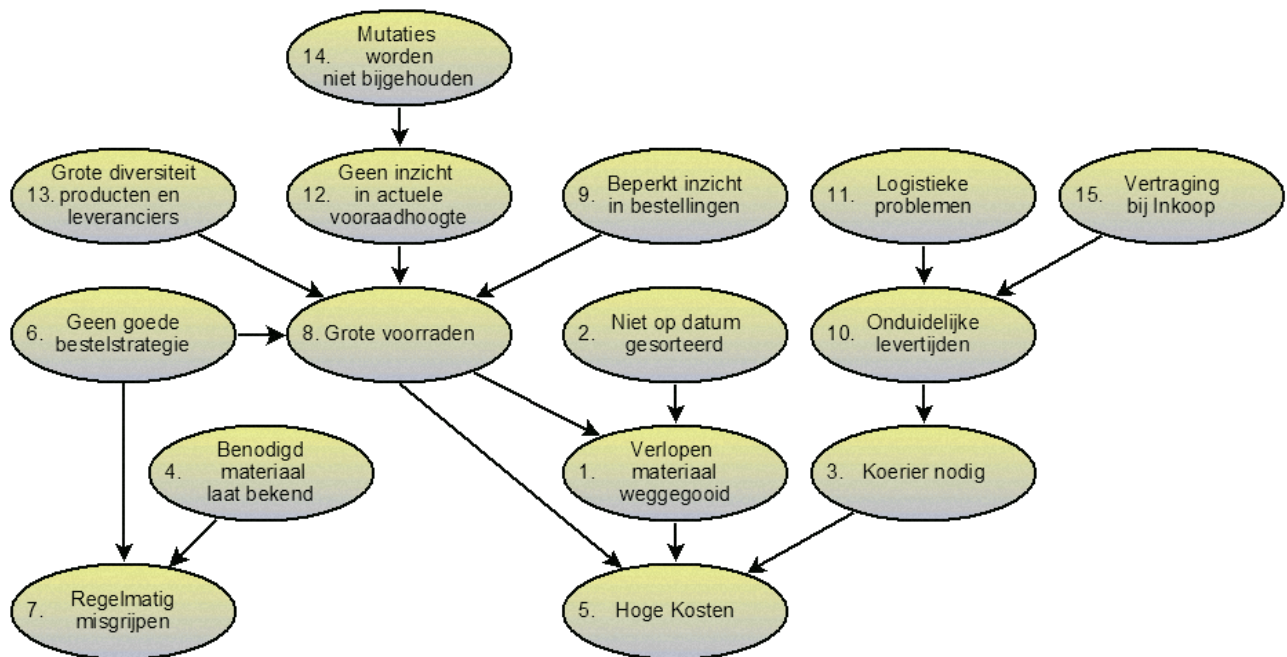 14. Mutaties
worden
niet bijgehouden
13. Grote diversiteit
producten en
leveranciers
12. Geen inzicht
in actuele
vooraadhoogte
9. Beperkt inzicht
in bestellingen
11. Logistieke
problemen
15. Vertraging
bij Inkoop
6. Geen goede
bestelstrategie
8. Grote voorraden
2. Niet op datum
gesorteerd
10. Onduidelijke
levertijden
4. Benodigd
materiaal
laat bekend
1. Verlopen
materiaal
weggegooid
3. Koerier nodig
7. Regelmatig
misgrijpen
5. Hoge Kosten